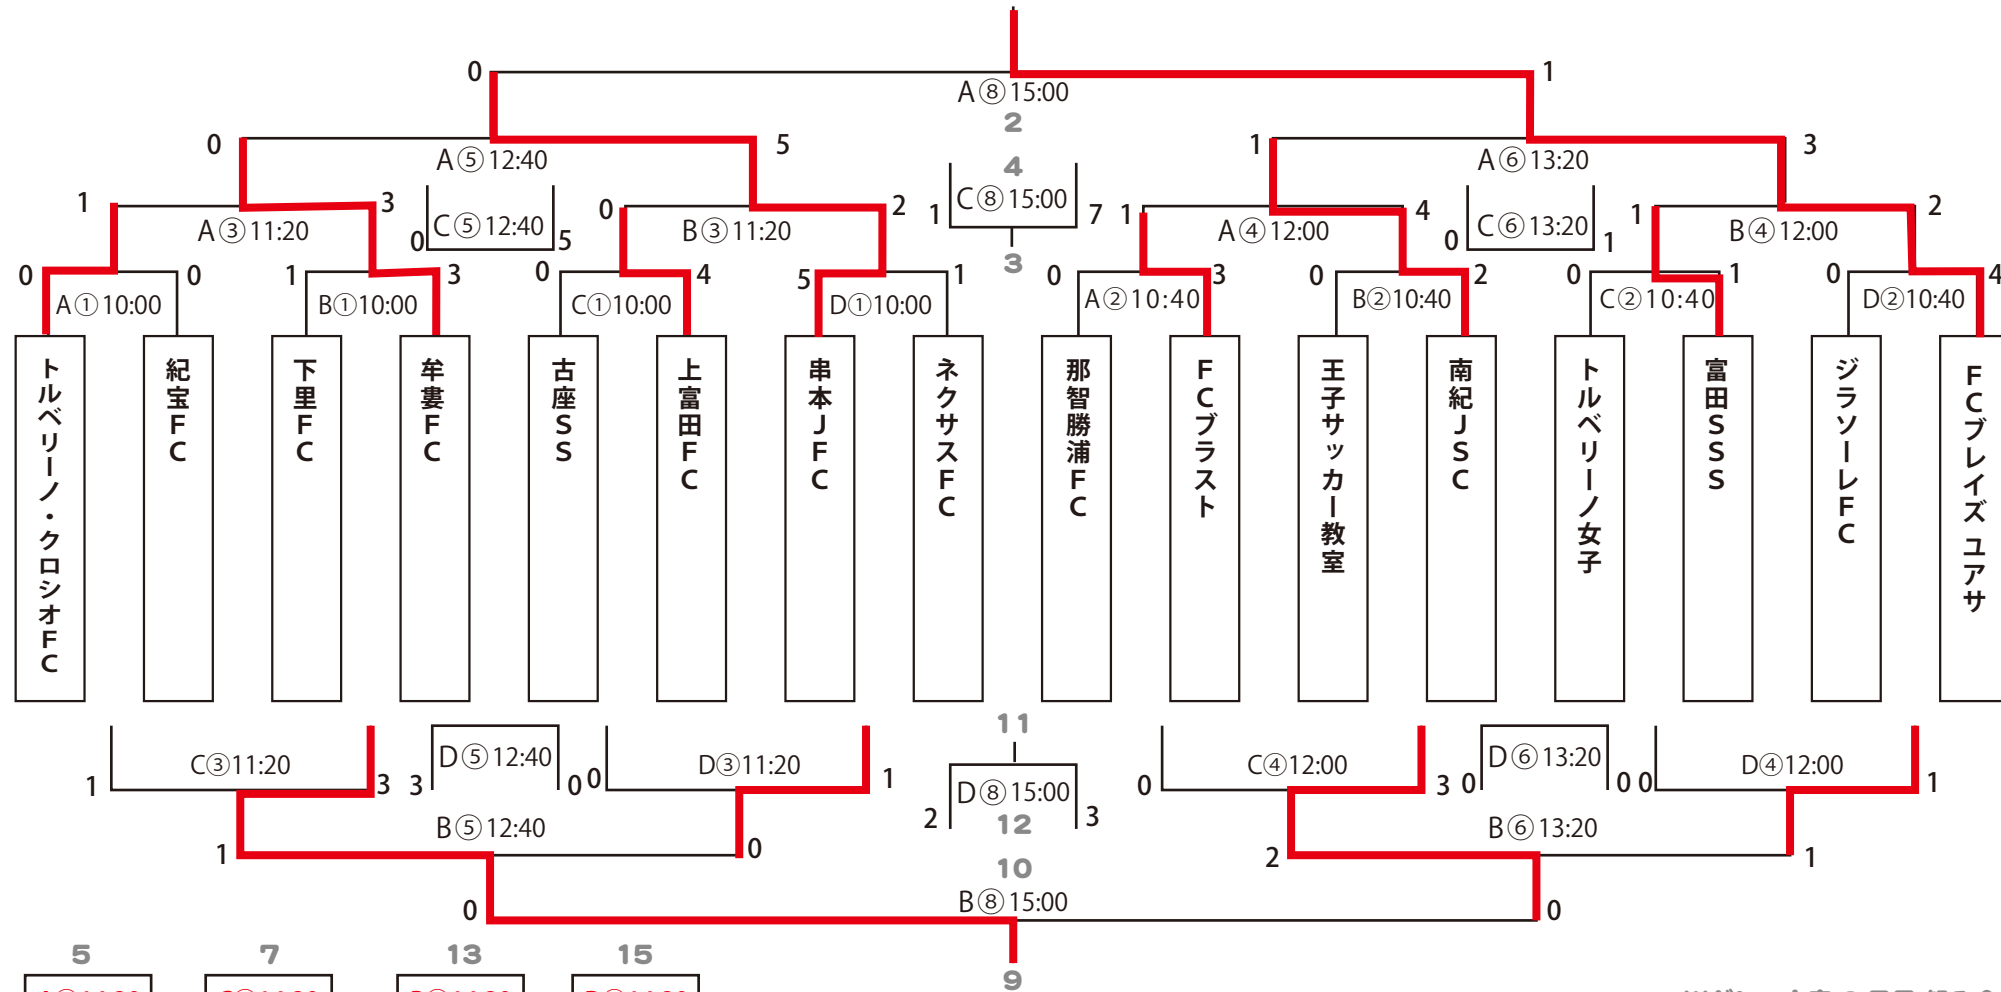 0 1
A⑧15:00
2
0 5 1 3
A⑤12:40 A⑥13:20
4
1 3 0 2 1 4 1 2
C⑧15:00
1 7
A③11:20 C⑤12:40 B③11:20 A④12:00 C⑥13:20 B④12:00
0 5 0 1
3
0 0 1 3 0 4 5 1 0 3 0 2 0 1 0 4
A①10:00 B①10:00 C①10:00 D①10:00 A②10:40 B②10:40 C②10:40 D②10:40
トルベリーノ・クロシオFC
紀宝FC
下里FC
牟婁FC
古座SS
上富田FC
串本JFC
ネクサスFC
那智勝浦FC
FCブラスト
王子サッカー教室
南紀JSC
トルベリーノ女子
富田SSS
ジラソーレFC
FCブレイズ ユアサ
11
C③11:20 D⑤12:40 D③11:20 C④12:00 D⑥13:20 D④12:00
1 3 3 0 0 1 0 3 0 0 0 1
D⑧15:00
2 3
12
B⑤12:40 B⑥13:20
1 0 2 1
10
B⑧15:00
0 0
5 7 13 15
9